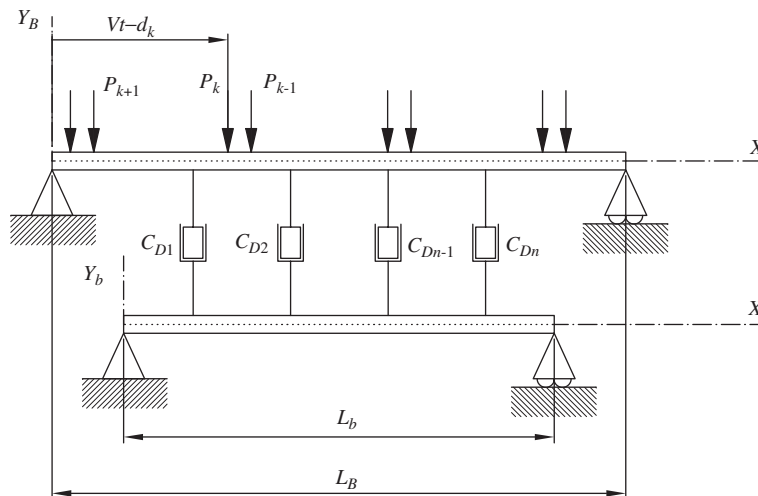 Y_B
Vt–d_k
P_{k+1}
P_k
P_{k-1}
X
C_{D1}
C_{D2}
C_{Dn-1}
C_{Dn}
Y_b
X
L_b
L_B